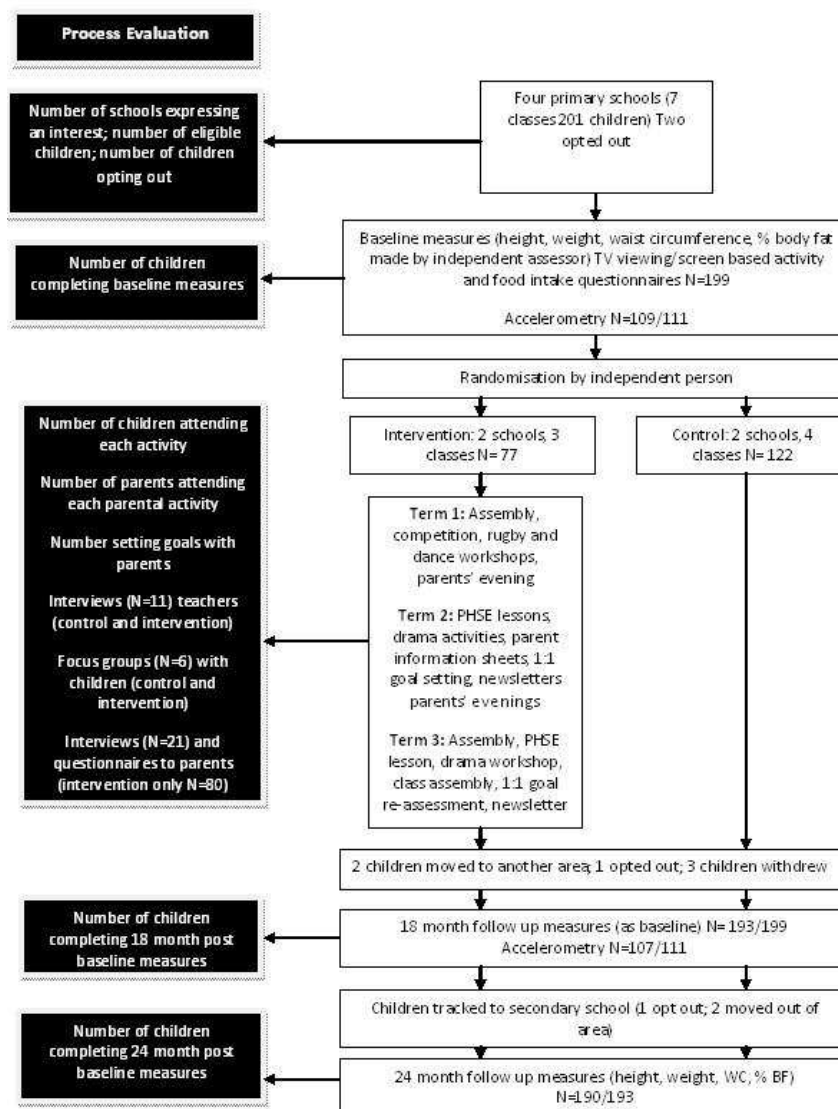 Process Evaluation
Number of schools expressing
an interest; number of eligible
children; number of children
opting out
Four primary schools (7
classes 201 children) Two
opted out
Number of children
completing baseline measures
Baseline measures (height, weight, waist circumference, % body fat
made by independent assessor) TV viewing/screen based activity
and food intake questionnaires N=199
Accelerometry N=109/111
Randomisation by independent person
Intervention: 2 schools, 3
classes N= 77
Control: 2 schools, 4
classes N= 122
Number of children attending
each activity
Number of parents attending
each parental activity
Number setting goals with
parents
Interviews (N=11) teachers
(control and intervention)
Focus groups (N=6) with
children (control and
intervention)
Interviews (N=21) and
questionnaires to parents
(intervention only N=80)
Term 1: Assembly,
competition, rugby and
dance workshops,
parents' evening
Term 2: PHSE lessons,
drama activities, parent
information sheets, 1:1
goal setting, newsletters
parents' evenings
Term 3: Assembly, PHSE
lesson, drama workshop,
class assembly, 1:1 goal
re-assessment, newsletter
2 children moved to another area; 1 opted out; 3 children withdrew
Number of children
completing 18 month post
baseline measures
18 month follow up measures (as baseline) N= 193/199
Accelerometry N=107/111
Children tracked to secondary school (1 opt out; 2 moved out of
area)
Number of children
completing 24 month post
baseline measures
24 month follow up measures (height, weight, WC, % BF)
N=190/193